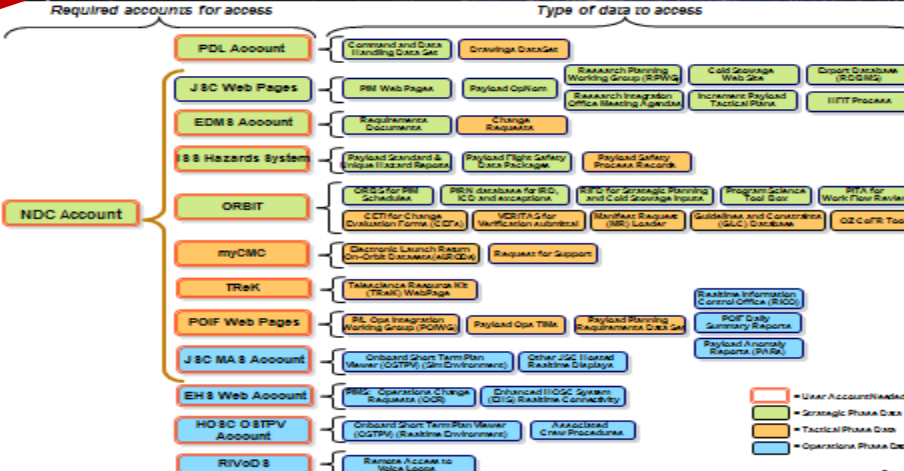 Required accounts for access
Type of data to access
PDL Account
Command and Data
Handling Data Set
Drawings DataSet
JSC Web Pages
PIM Web Pages
Payload OpNom
Research Planning
Working Group (RPWG)
Cold Stowage
Web Site
Export Database
(RDBMS)
Research Integration
Office Meeting Agendas
Increment Payload
Tactical Plans
IIFIT Process
EDMS Account
Requirements
Documents
Change
Requests
ISS Hazards System
Payload Standard &
Unique Hazard Reports
Payload Flight Safety
Data Packages
Payload Safety
Process Records
NDC Account
ORBIT
for PIM
Schedules
PIRN database for IRD,
ICD and exceptions
for Strategic Planning
and Cold Stowage Inputs
Program Science
Tool Box
PITA for
Work Flow Review
CETI for Change
Evaluation Forms (CEFs)
VERITAS for
Verification submittal
Manifest Request
(MRI) Loader
Guidelines and Constraints
(GLC) Database
OZ CoFR Too
myCMC
Electronic Launch Return
On-Orbit Datasets
Request for Support
TReK
Telescience Resource Kit
(TReK) WebPage
POIF Web Pages
P/L Ops Integration
Working Group (POIWG)
Payload Ops TIMs
Payload Planning
Requirements Data Set
Realtime Information
Control Office (RICO)
POIF Daily
Summary Reports
Payload Anomaly
Reports (PARs)
JSC MAS Account
Onboard Short Term Plan
Viewer (OSTPV) (Sim Environment)
Other JSC Hosted
Realtime Displays
EHS Web Account
PIMS: Operations Change
Requests (OCR)
Enhanced HOSC System
(EHS) Realtime Connectivity
HOSC OSTPV
Account
Onboard Short Term Plan Viewer
(OSTPV) (Realtime Environment)
Associated
Crew Procedures
RIVoDS
Remote Access to
Voice Loops
= User Account Needed
= Strategic Phase Data
= Tactical Phase Data
= Operations Phase Data